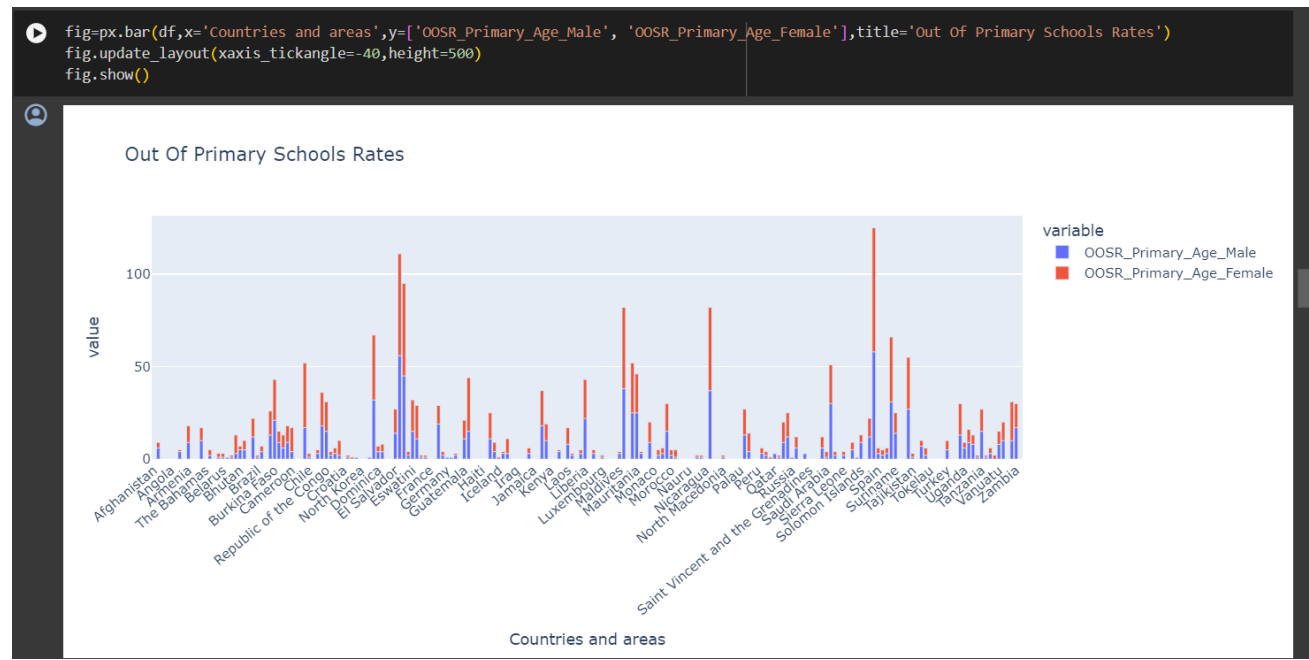 fig=px.bar(df,x='Countries and areas',y=['OOSR_Primary_Age_Male', 'OOSR_Primary_Age_Female'],title='Out Of Primary Schools Rates')
fig.update_layout(xaxis_tickangle=-40,height=500)
fig.show()
Out Of Primary Schools Rates
variable
OOSR_Primary_Age_Male
OOSR_Primary_Age_Female
100
50
0
value
Afghanistan
Angola
Armenia
The Bahamas
Belarus
Bhutan
Brazil
Burkina Faso
Cameroon
Chile
Republic of the Congo
Croatia
North Korea
Dominica
El Salvador
Eswatini
France
Germany
Guatemala
Haiti
Iceland
Iraq
Jamaica
Kenya
Laos
Liberia
Luxembourg
Maldives
Mauritania
Monaco
Morocco
Nauru
Nicaragua
North Macedonia
Palau
Peru
Qatar
Russia
Saint Vincent and the Grenadines
Saudi Arabia
Sierra Leone
Solomon Islands
Spain
Suriname
Tajikistan
Tokelau
Turkey
Uganda
Tanzania
Vanuatu
Zambia
Countries and areas